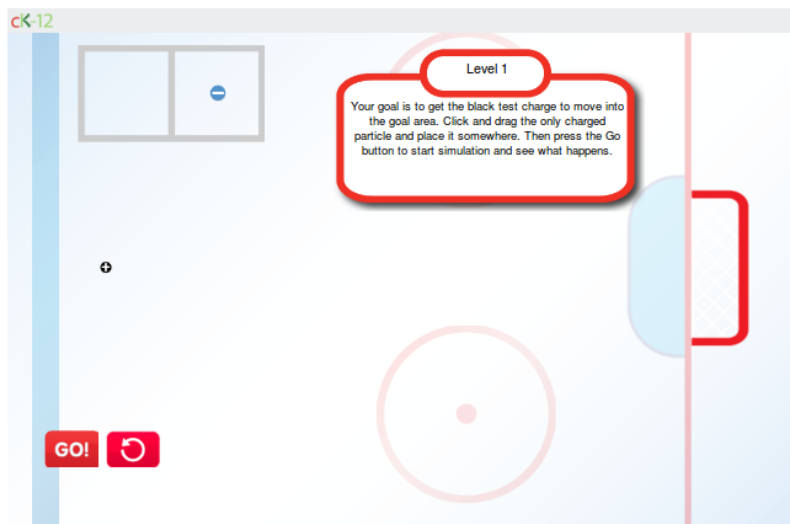 cK-12
Level 1
Your goal is to get the black test charge to move into
the goal area. Click and drag the only charged
particle and place it somewhere. Then press the Go
button to start simulation and see what happens.
GO!